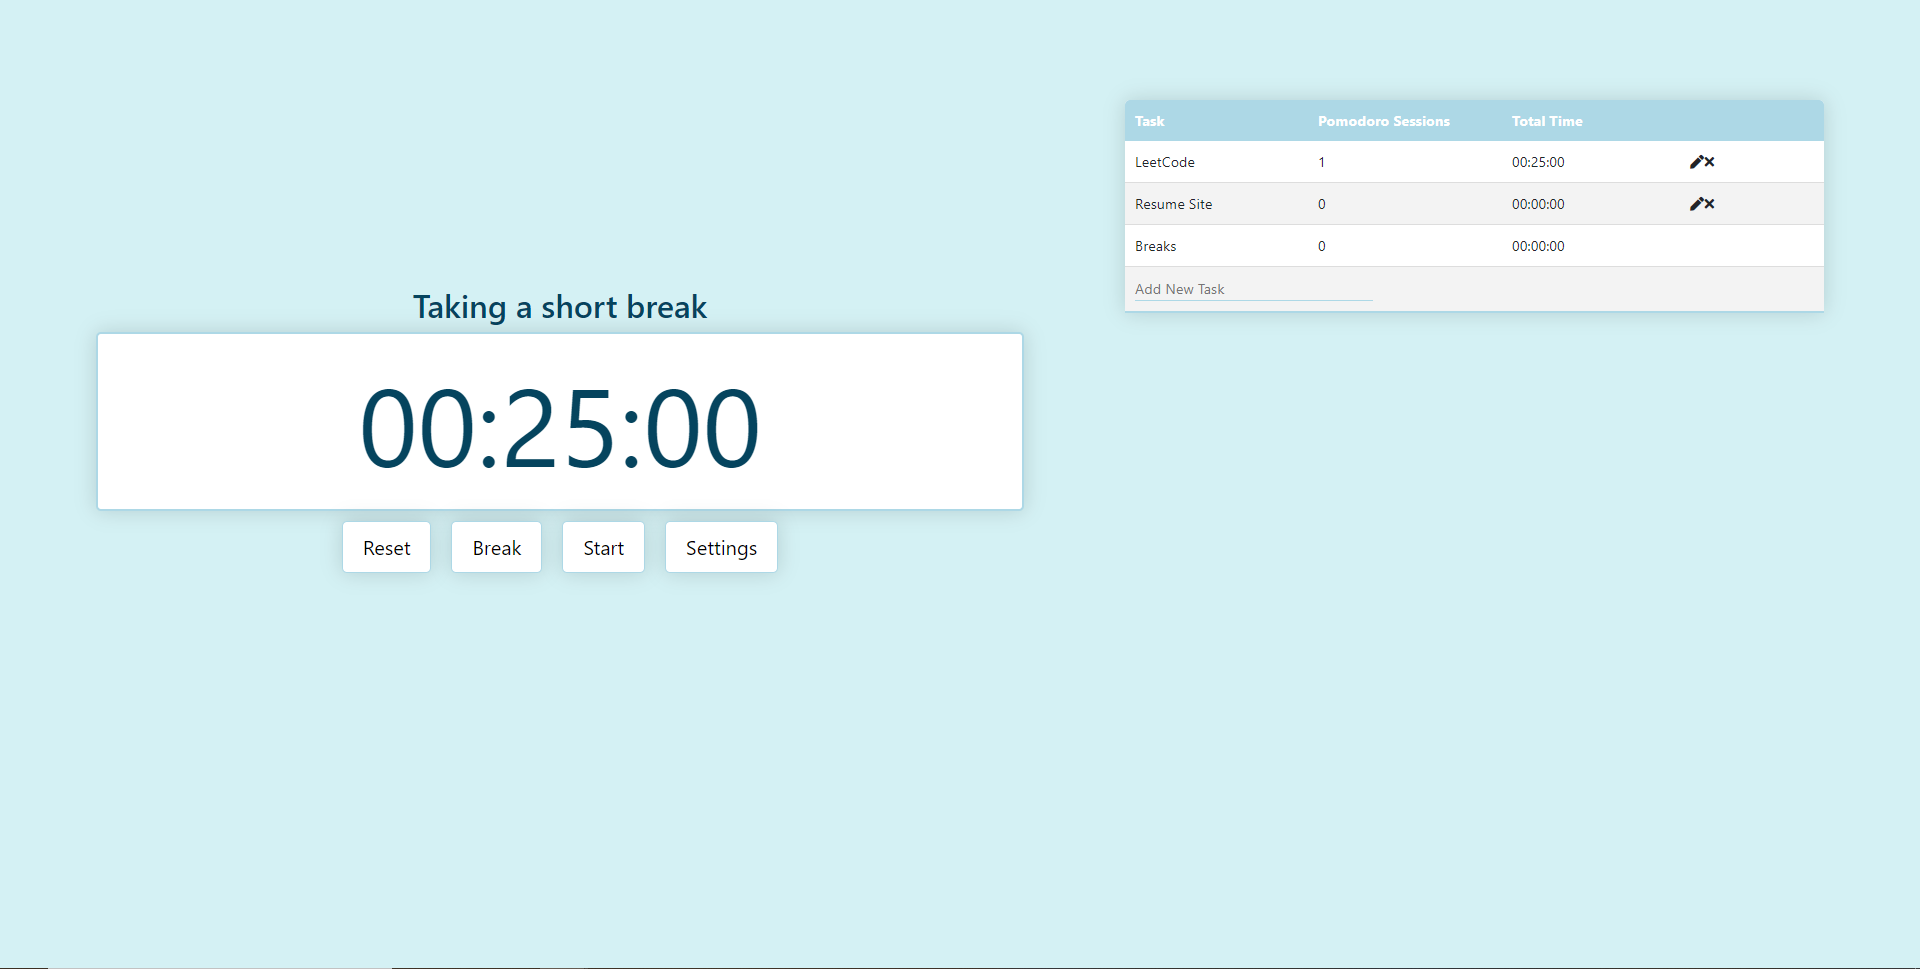 Taking a short break
00:25:00
Reset Break Start Settings
Task Pomodoro Sessions Total Time
LeetCode 1 00:25:00
Resume Site 0 00:00:00
Breaks 0 00:00:00
Add New Task